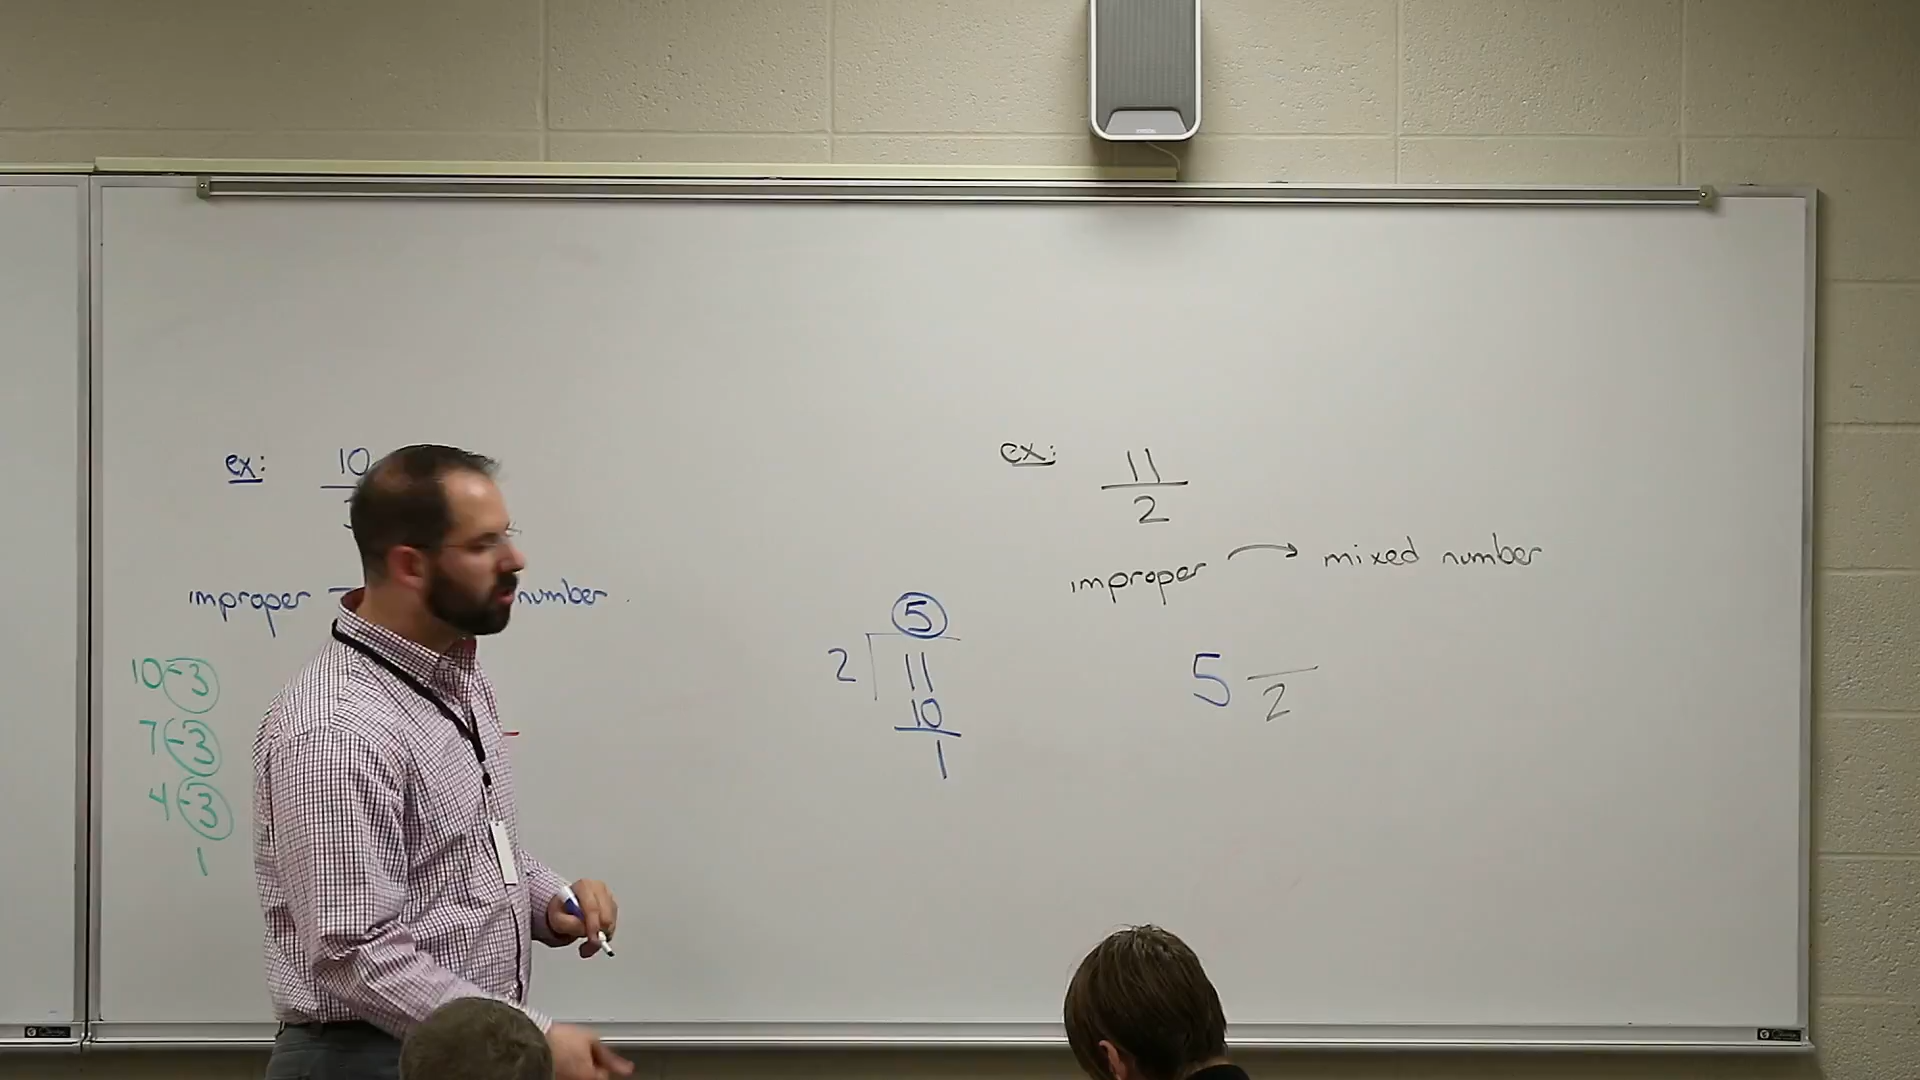 ex: 10
improper number
10 -3
7 -3
4 -3
1
5
2 11
10
1
ex: 11
2
improper → mixed number
5
2